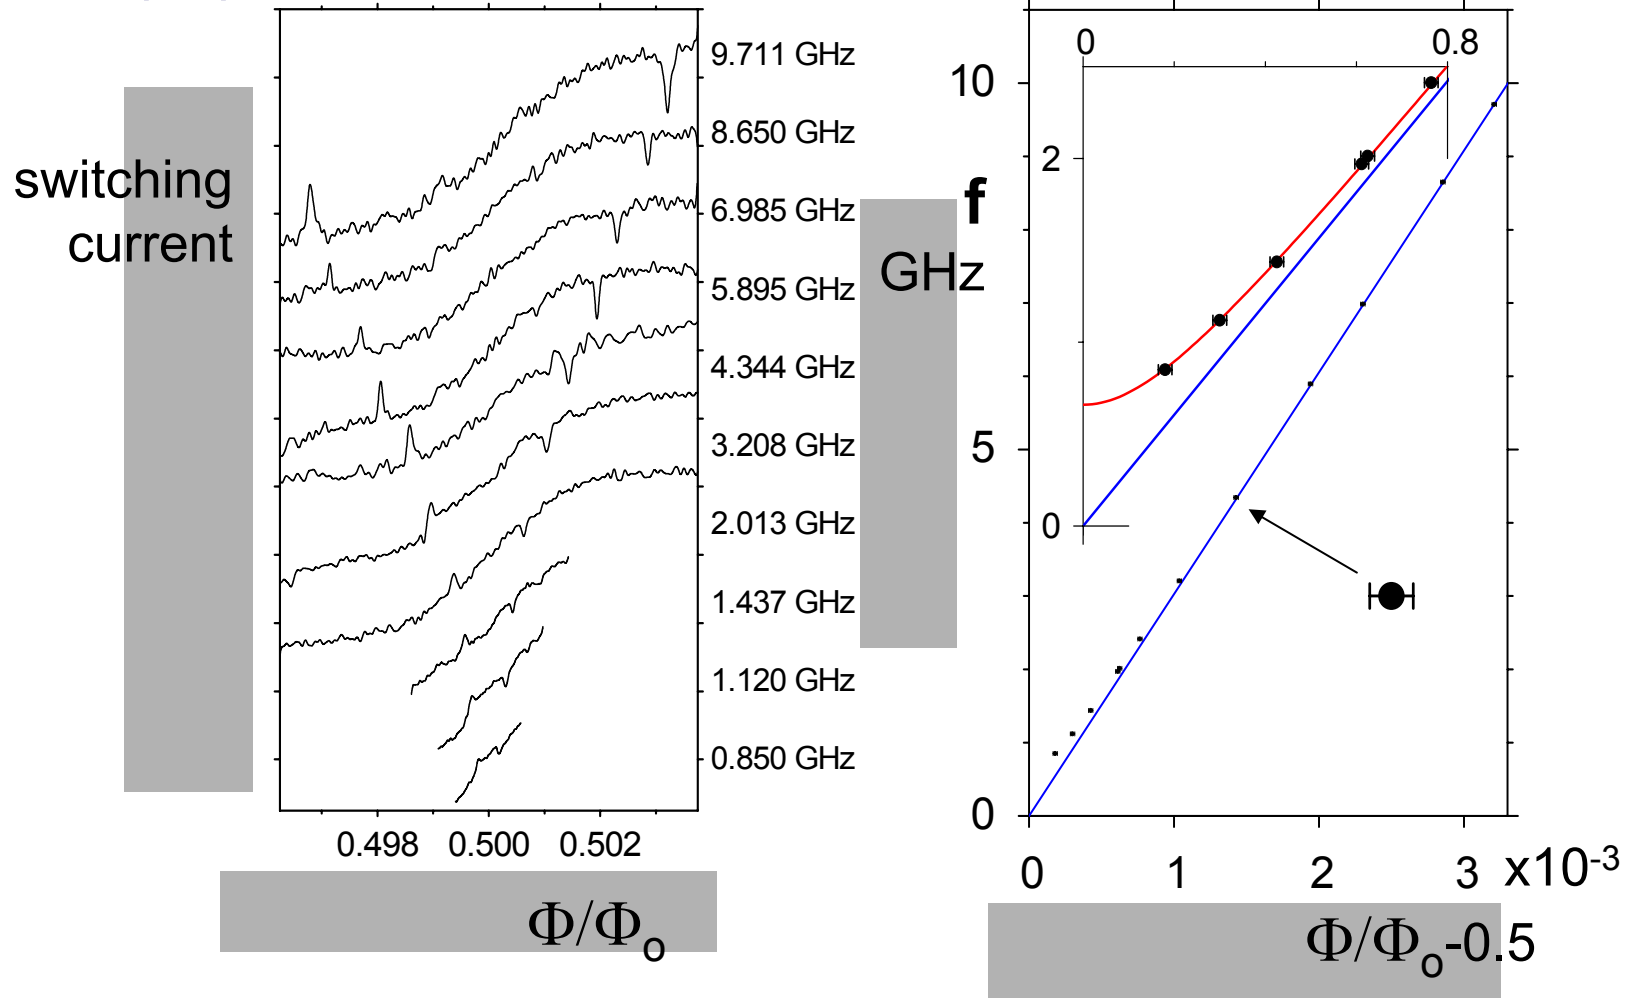 switching
current
9.711 GHz
8.650 GHz
6.985 GHz
5.895 GHz
4.344 GHz
3.208 GHz
2.013 GHz
1.437 GHz
1.120 GHz
0.850 GHz
0.498 0.500 0.502
Φ/Φo
f
GHz
10
5
0
0 0.8
2
0
0 1 2 3 x10-3
Φ/Φo-0.5